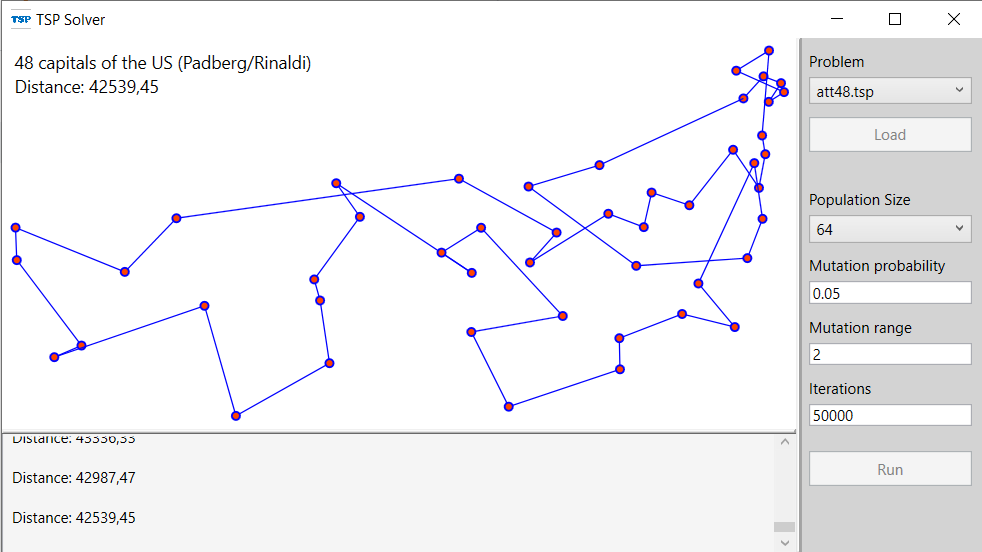 TSP TSP Solver
48 capitals of the US (Padberg/Rinaldi)
Distance: 42539,45
Problem
att48.tsp
Load
Population Size
64
Mutation probability
0.05
Mutation range
2
Iterations
50000
Run
Distance: 43336,33
Distance: 42987,47
Distance: 42539,45